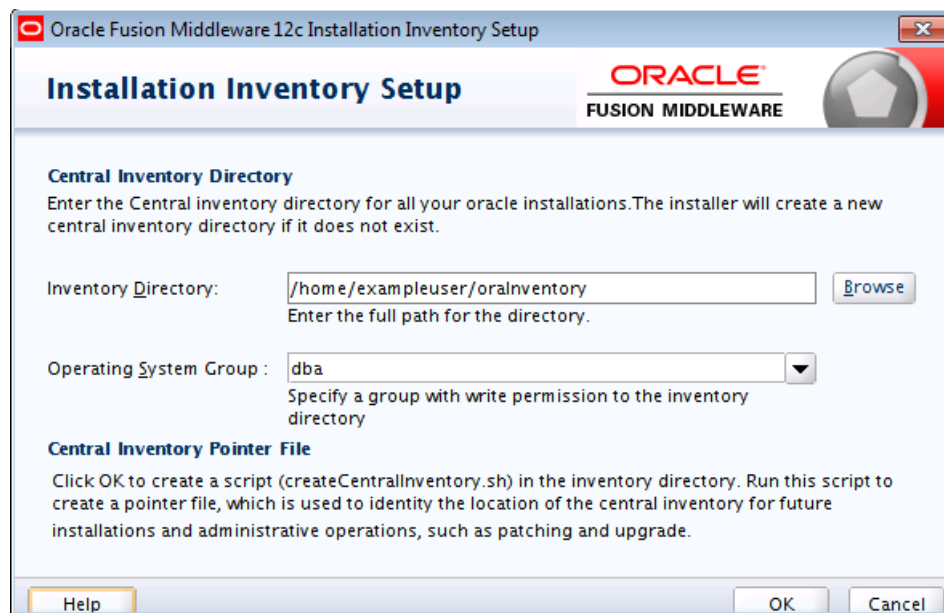 Oracle Fusion Middleware 12c Installation Inventory Setup
Installation Inventory Setup
ORACLE
FUSION MIDDLEWARE
Central Inventory Directory
Enter the Central inventory directory for all your oracle installations.The installer will create a new
central inventory directory if it does not exist.
Inventory Directory:
/home/exampleuser/oraInventory
Browse
Enter the full path for the directory.
Operating System Group :
dba
Specify a group with write permission to the inventory
directory
Central Inventory Pointer File
Click OK to create a script (createCentralInventory.sh) in the inventory directory. Run this script to
create a pointer file, which is used to identity the location of the central inventory for future
installations and administrative operations, such as patching and upgrade.
Help
OK
Cancel